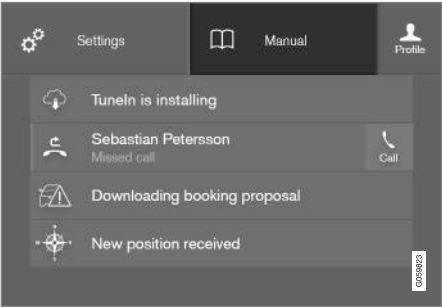 Settings
Manual
Profile
TuneIn is installing
Sebastian Petersson
Missed call
Call
Downloading booking proposal
New position received
G059823